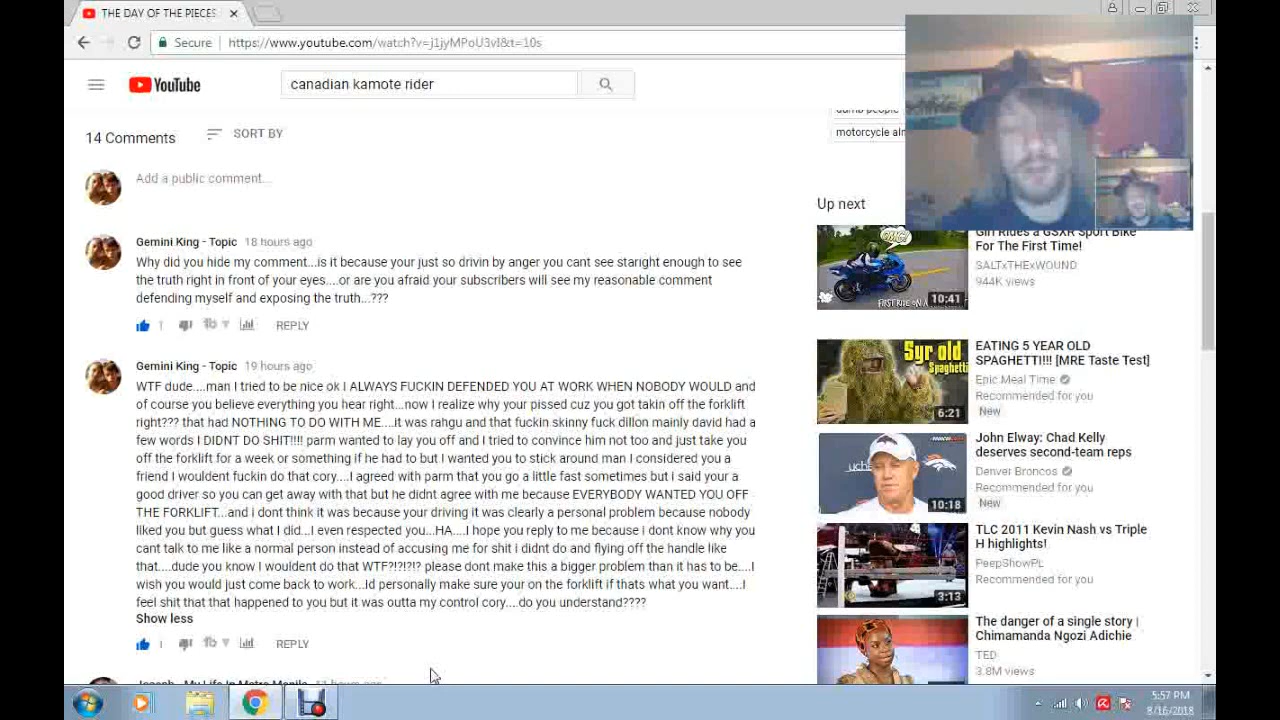 THE DAY OF THE PIECES
Secure
https://www.youtube.com/watch?v=j1jyMPoU3vI&t=10s
YouTube
canadian kamote rider
dumb people
14 Comments
SORT BY
Add a public comment...
Up next
Gemini King - Topic 18 hours ago
Why did you hide my comment...is it because your just so drivin by anger you cant see staright enough to see
the truth right in front of your eyes....or are you afraid your subscribers will see my reasonable comment
defending myself and exposing the truth...???
1
REPLY
Gemini King - Topic 19 hours ago
WTF dude....man I tried to be nice ok I ALWAYS FUCKIN DEFENDED YOU AT WORK WHEN NOBODY WOULD and
of course you believe everything you hear right...now I realize why your pissed cuz you got takin off the forklift
right??? that had NOTHING TO DO WITH ME....it was rahgu and that fuckin skinny fuck dillon mainly david had a
few words I DIDNT DO SHIT!!!! parm wanted to lay you off and I tried to convince him not too and just take you
off the forklift for a week or something if he had to but I wanted you to stick around man I considered you a
friend I wouldent fuckin do that cory....I agreed with parm that you go a little fast sometimes but i said your a
good driver so you can get away with that but he didnt agree with me because EVERYBODY WANTED YOU OFF
THE FORKLIFT...and i dont think it was because your driving it was clearly a personal problem because nobody
liked you but guess what I did...I even respected you...HA....I hope you reply to me because i dont know why you
cant talk to me like a normal person instead of accusing me for shit i didnt do and flying off the handle like
that....dude you know I wouldent do that WTF?!?!?!? please dont make this a bigger problem than it has to be....I
wish you would just come back to work...Id personally make sure your on the forklift if thats what you want....I
feel shit that that happened to you but it was outta my control cory....do you understand????
Show less
1
REPLY
Joseph - My Life In Metro Manila
Girl Rides a GSXR Sport Bike
For The First Time!
SALTxTHExWOUND
944K views
OMG!
FIRST RIDE ON A
10:41
EATING 5 YEAR OLD
SPAGHETTI!!! [MRE Taste Test]
Epic Meal Time
Recommended for you
New
5yr old
Spaghetti
6:21
John Elway: Chad Kelly
deserves second-team reps
Denver Broncos
Recommended for you
New
10:18
TLC 2011 Kevin Nash vs Triple
H highlights!
PeepShowPL
Recommended for you
3:13
The danger of a single story |
Chimamanda Ngozi Adichie
TED
3.8M views
5:57 PM
8/16/2018